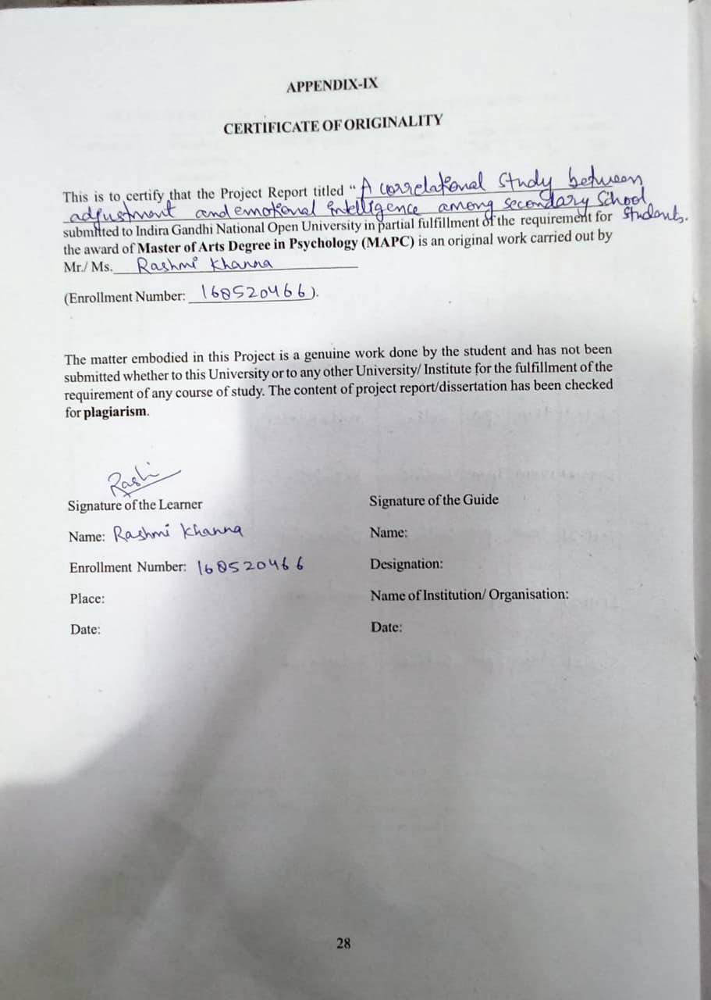 APPENDIX-IX
CERTIFICATE OF ORIGINALITY
This is to certify that the Project Report titled "A correlational Study between
adjustment and emotional intelligence among secondary School
submitted to Indira Gandhi National Open University in partial fulfillment of the requirement for students.
the award of Master of Arts Degree in Psychology (MAPC) is an original work carried out by
Mr./ Ms. Rashmi Khanna
(Enrollment Number: 168520466).
The matter embodied in this Project is a genuine work done by the student and has not been
submitted whether to this University or to any other University/ Institute for the fulfillment of the
requirement of any course of study. The content of project report/dissertation has been checked
for plagiarism.
Rashi
Signature of the Learner
Name: Rashmi Khanna
Enrollment Number: 168520466
Place:
Date:
Signature of the Guide
Name:
Designation:
Name of Institution/ Organisation:
Date:
28